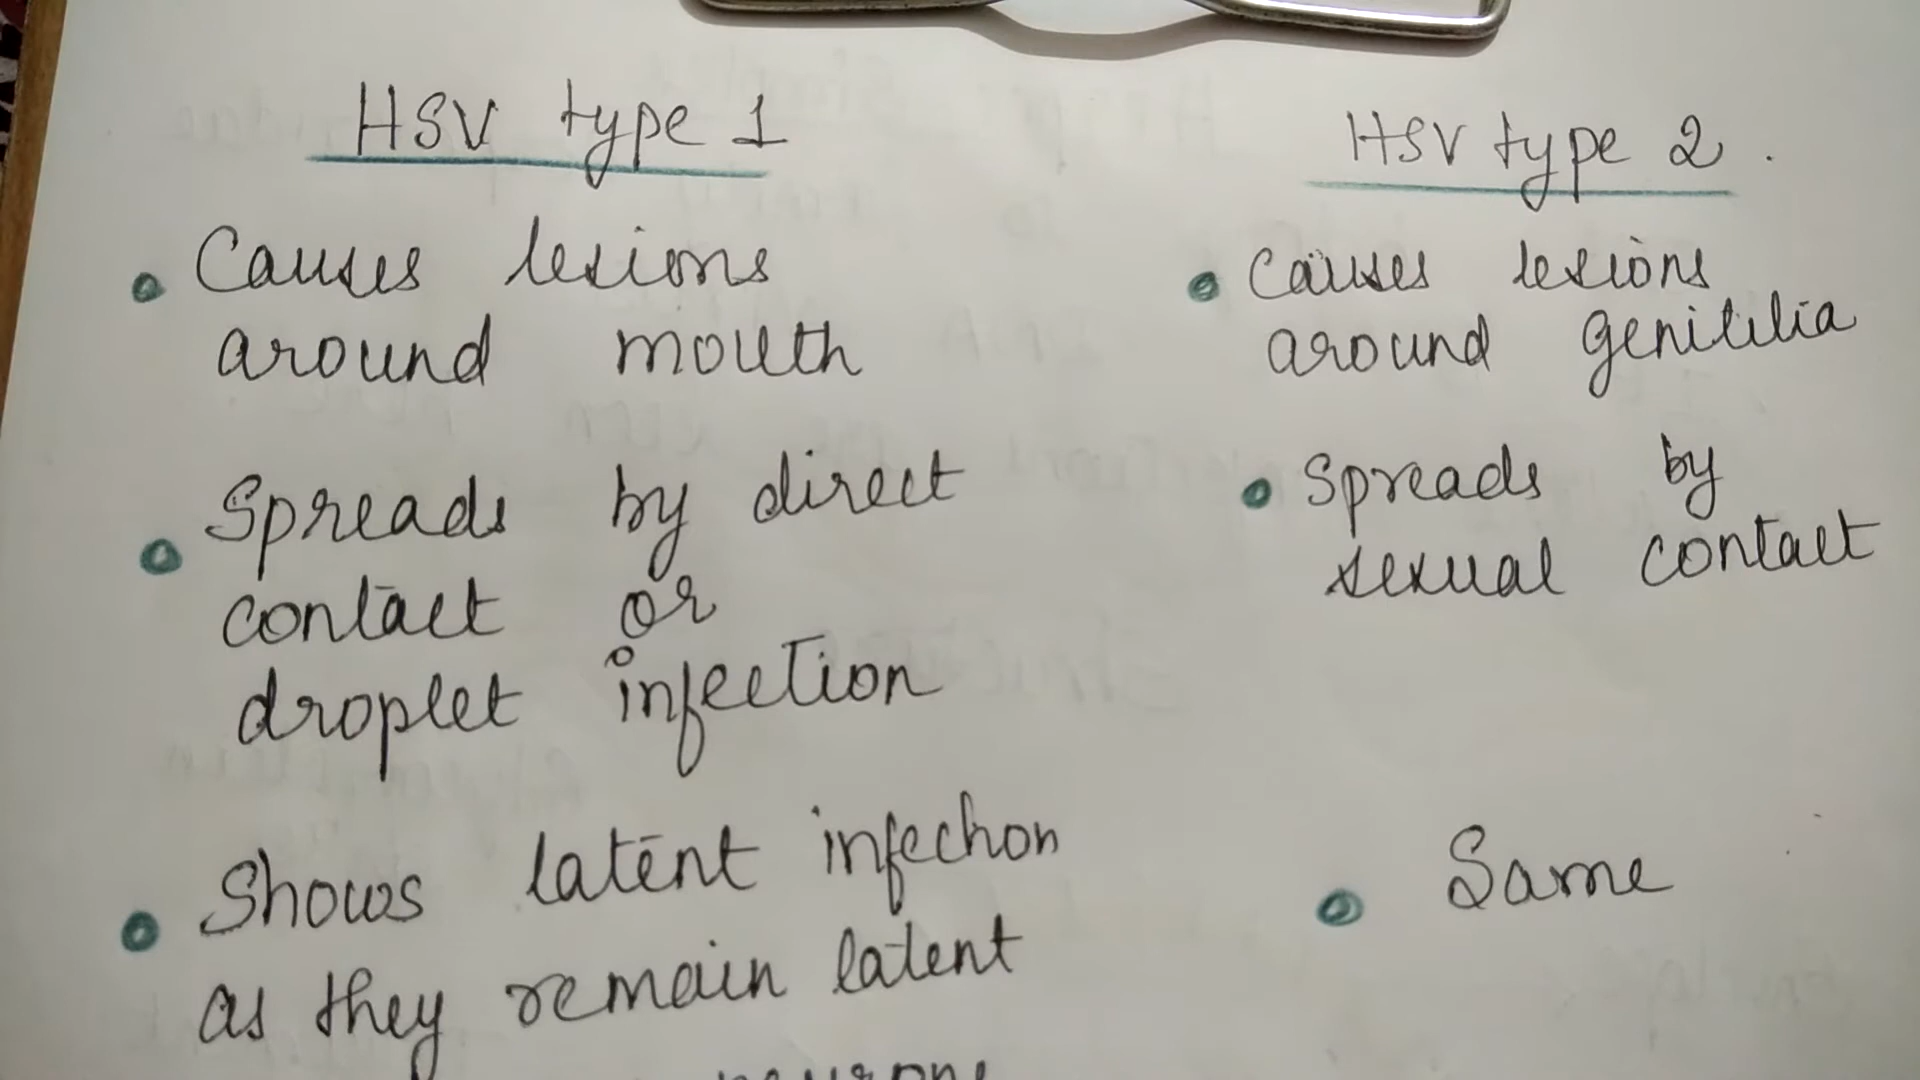 HSV type 1
• Causes lesions
around mouth
• Spreads by direct
contact or
droplet infection
• Shows latent infection
as they remain latent
HSV type 2.
• Causes lesions
around genitilia
• Spreads by
sexual contact
• Same